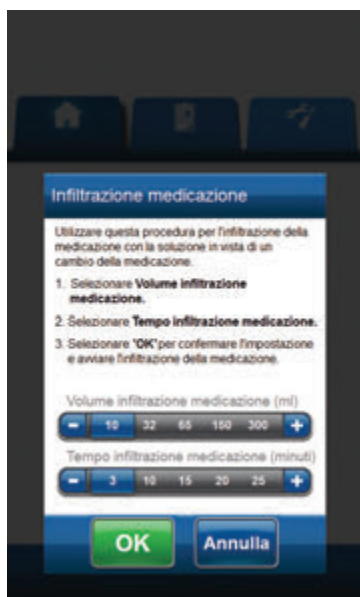 Infiltrazione medicazione
Utilizzare questa procedura per l'infiltrazione della
medicazione con la soluzione in vista di un
cambio della medicazione.
1. Selezionare Volume infiltrazione
medicazione.
2. Selezionare Tempo infiltrazione medicazione.
3. Selezionare "OK" per confermare l'impostazione
e avviare l'infiltrazione della medicazione.
Volume infiltrazione medicazione (ml)
- 10 32 65 150 300 +
Tempo infiltrazione medicazione (minuti)
- 3 10 15 20 25 +
OK Annulla